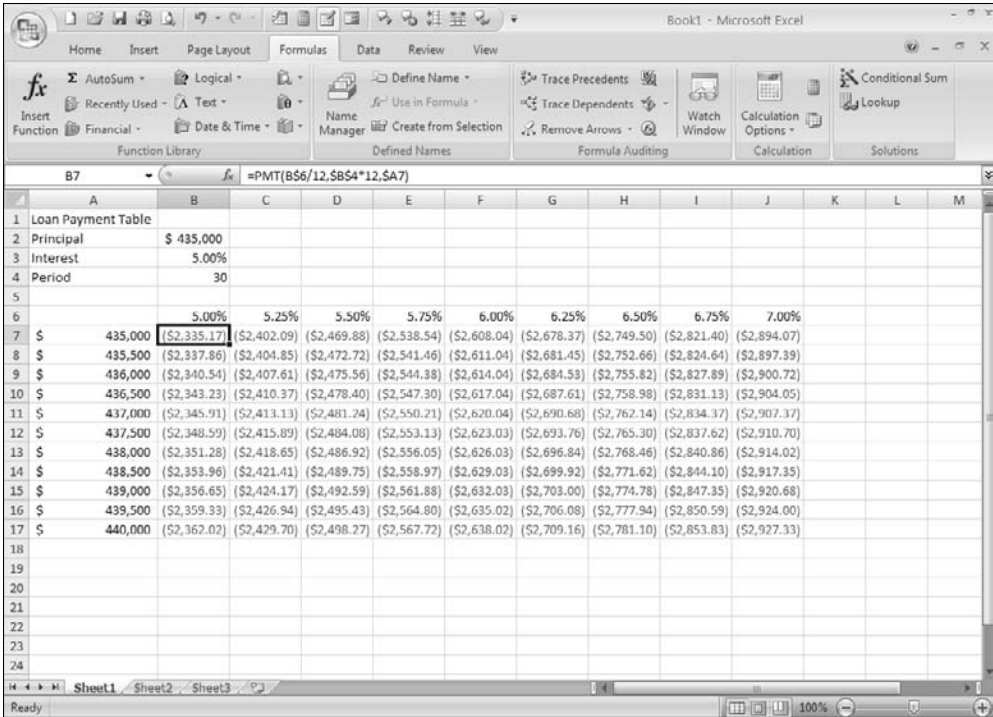 Book1 - Microsoft Excel
Home Insert Page Layout Formulas Data Review View
fx Insert Function
Σ AutoSum
Recently Used
Financial
Logical
Text
Date & Time
Function Library
Name Manager
Define Name
Use in Formula
Create from Selection
Defined Names
Trace Precedents
Trace Dependents
Remove Arrows
Formula Auditing
Watch Window
Calculation Options
Calculation
Conditional Sum
Lookup
Solutions
B7 fx =PMT(B$6/12,$B$4*12,$A7)
A B C D E F G H I J K L M
1 Loan Payment Table
2 Principal $ 435,000
3 Interest 5.00%
4 Period 30
5
6 5.00% 5.25% 5.50% 5.75% 6.00% 6.25% 6.50% 6.75% 7.00%
7 $ 435,000 ($2,335.17) ($2,402.09) ($2,469.88) ($2,538.54) ($2,608.04) ($2,678.37) ($2,749.50) ($2,821.40) ($2,894.07)
8 $ 435,500 ($2,337.86) ($2,404.85) ($2,472.72) ($2,541.46) ($2,611.04) ($2,681.45) ($2,752.66) ($2,824.64) ($2,897.39)
9 $ 436,000 ($2,340.54) ($2,407.61) ($2,475.56) ($2,544.38) ($2,614.04) ($2,684.53) ($2,755.82) ($2,827.89) ($2,900.72)
10 $ 436,500 ($2,343.23) ($2,410.37) ($2,478.40) ($2,547.30) ($2,617.04) ($2,687.61) ($2,758.98) ($2,831.13) ($2,904.05)
11 $ 437,000 ($2,345.91) ($2,413.13) ($2,481.24) ($2,550.21) ($2,620.04) ($2,690.68) ($2,762.14) ($2,834.37) ($2,907.37)
12 $ 437,500 ($2,348.59) ($2,415.89) ($2,484.08) ($2,553.13) ($2,623.03) ($2,693.76) ($2,765.30) ($2,837.62) ($2,910.70)
13 $ 438,000 ($2,351.28) ($2,418.65) ($2,486.92) ($2,556.05) ($2,626.03) ($2,696.84) ($2,768.46) ($2,840.86) ($2,914.02)
14 $ 438,500 ($2,353.96) ($2,421.41) ($2,489.75) ($2,558.97) ($2,629.03) ($2,699.92) ($2,771.62) ($2,844.10) ($2,917.35)
15 $ 439,000 ($2,356.65) ($2,424.17) ($2,492.59) ($2,561.88) ($2,632.03) ($2,703.00) ($2,774.78) ($2,847.35) ($2,920.68)
16 $ 439,500 ($2,359.33) ($2,426.94) ($2,495.43) ($2,564.80) ($2,635.02) ($2,706.08) ($2,777.94) ($2,850.59) ($2,924.00)
17 $ 440,000 ($2,362.02) ($2,429.70) ($2,498.27) ($2,567.72) ($2,638.02) ($2,709.16) ($2,781.10) ($2,853.83) ($2,927.33)
18
19
20
21
22
23
24
Sheet1 Sheet2 Sheet3
Ready 100%